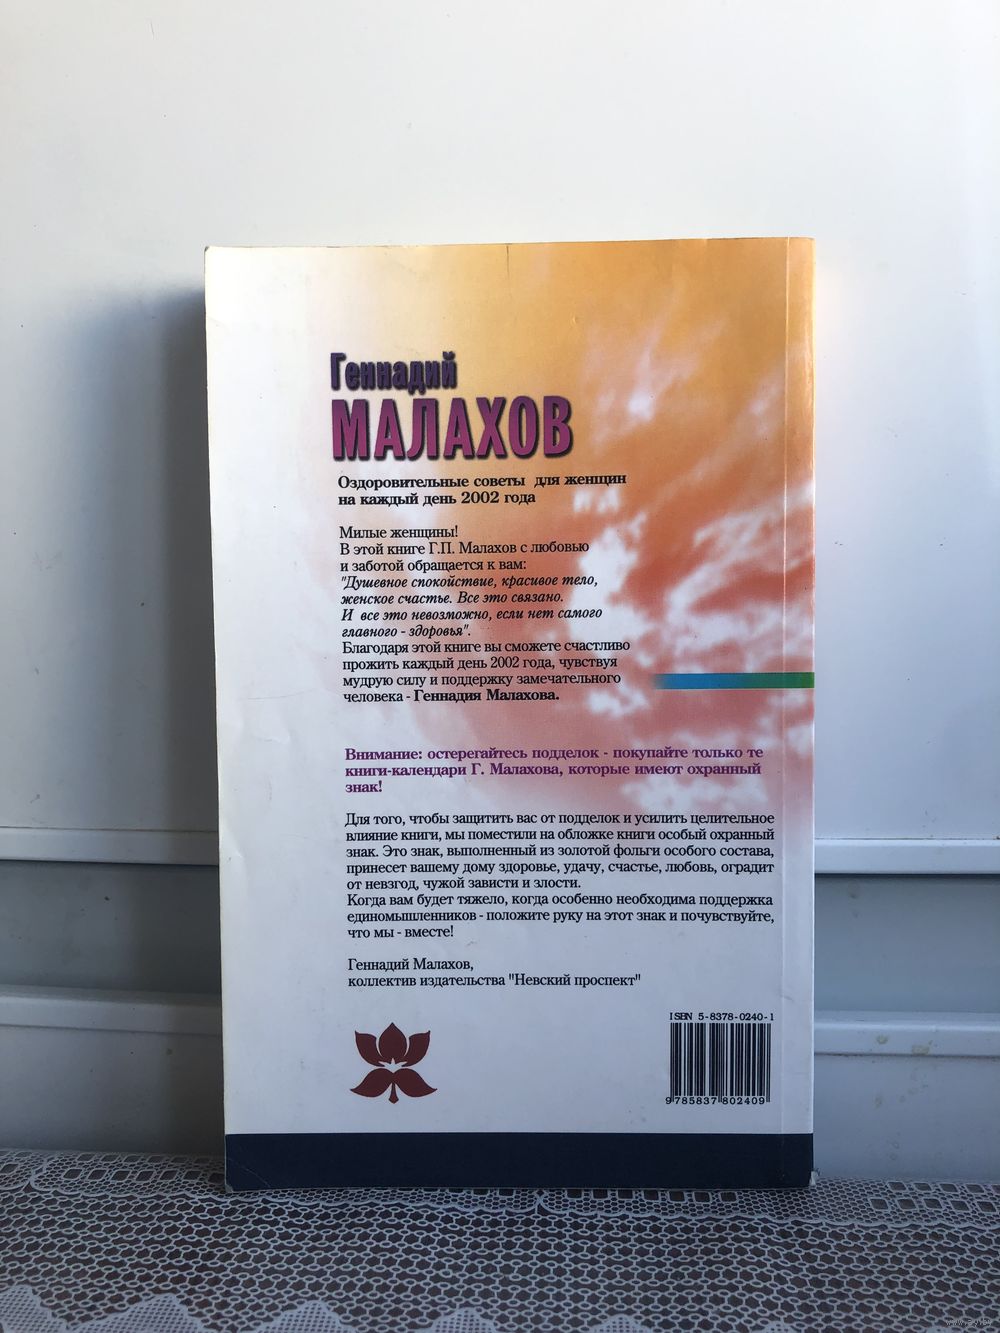 Геннадий
МАЛАХОВ
Оздоровительные советы для женщин
на каждый день 2002 года
Милые женщины!
В этой книге Г.П. Малахов с любовью
и заботой обращается к вам:
"Душевное спокойствие, красивое тело,
женское счастье. Все это связано.
И все это невозможно, если нет самого
главного - здоровья".
Благодаря этой книге вы сможете счастливо
прожить каждый день 2002 года, чувствуя
мудрую силу и поддержку замечательного
человека - Геннадия Малахова.
Внимание: остерегайтесь подделок - покупайте только те
книги-календари Г. Малахова, которые имеют охранный
знак!
Для того, чтобы защитить вас от подделок и усилить целительное
влияние книги, мы поместили на обложке книги особый охранный
знак. Это знак, выполненный из золотой фольги особого состава,
принесет вашему дому здоровье, удачу, счастье, любовь, оградит
от невзгод, чужой зависти и злости.
Когда вам будет тяжело, когда особенно необходима поддержка
единомышленников - положите руку на этот знак и почувствуйте,
что мы - вместе!
Геннадий Малахов,
коллектив издательства "Невский проспект"
ISBN 5-8378-0240-1
9 785837 802409